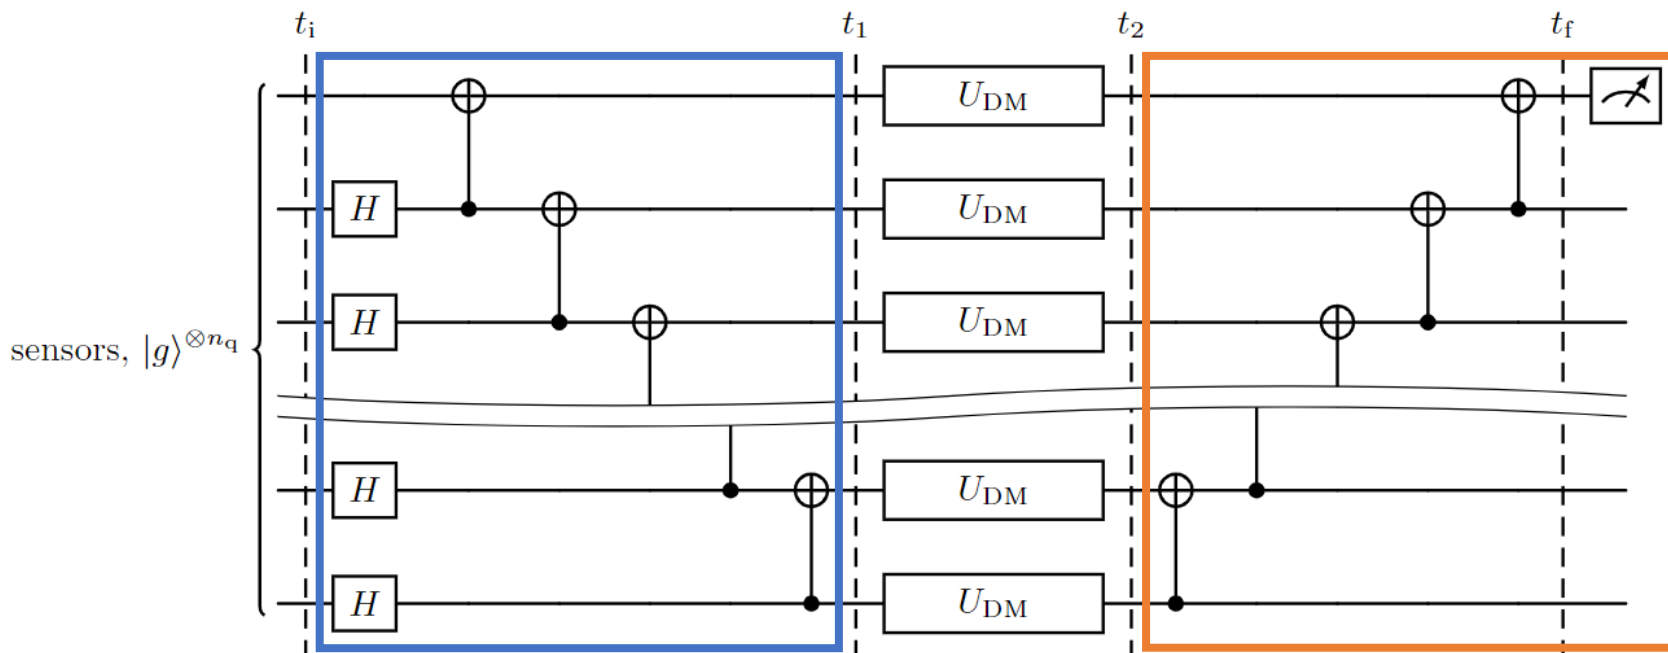 t_i t_1 t_2 t_f
U_DM
H U_DM
H U_DM
sensors, |g⟩^{⊗n_q}
H U_DM
H U_DM